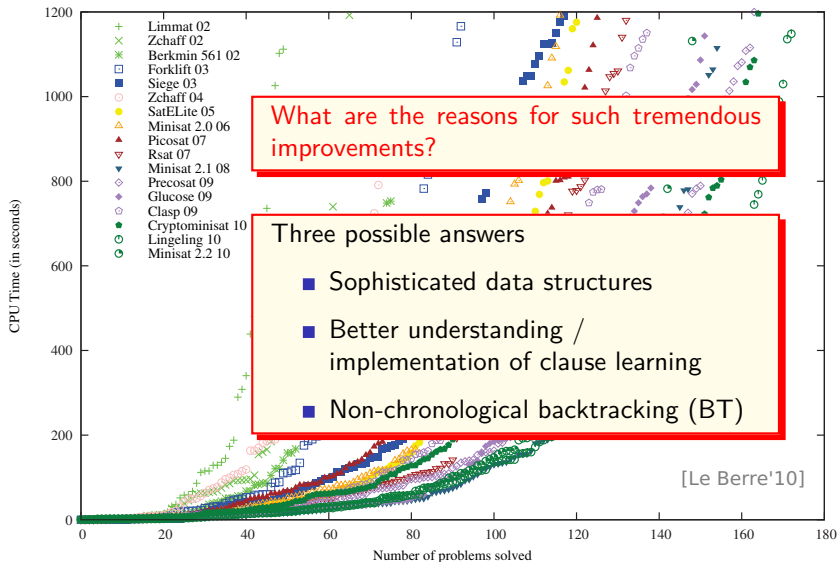 1200
1000
800
600
400
200
0
CPU Time (in seconds)
Limmat 02
Zchaff 02
Berkmin 561 02
Forklift 03
Siege 03
Zchaff 04
SatELite 05
Minisat 2.0 06
Picosat 07
Rsat 07
Minisat 2.1 08
Precosat 09
Glucose 09
Clasp 09
Cryptominisat 10
Lingeling 10
Minisat 2.2 10
What are the reasons for such tremendous
improvements?
Three possible answers
Sophisticated data structures
Better understanding /
implementation of clause learning
Non-chronological backtracking (BT)
[Le Berre'10]
0 20 40 60 80 100 120 140 160 180
Number of problems solved